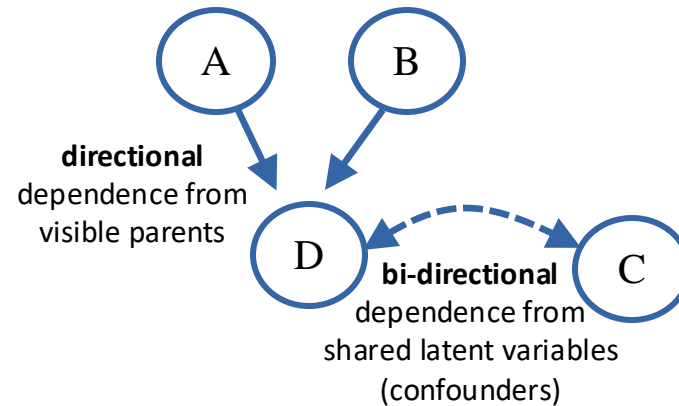 A
B
directional
dependence from
visible parents
D
C
bi-directional
dependence from
shared latent variables
(confounders)